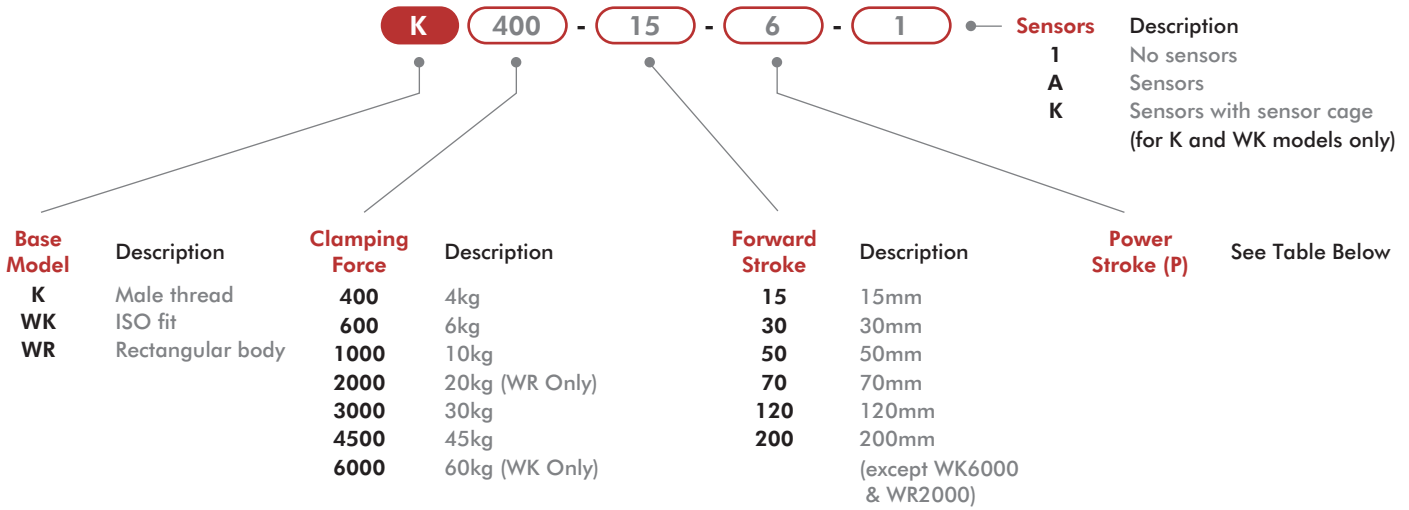 K 400 - 15 - 6 - 1
Sensors Description
1 No sensors
A Sensors
K Sensors with sensor cage
(for K and WK models only)
Base
Model
Description
K Male thread
WK ISO fit
WR Rectangular body
Clamping
Force
Description
400 4kg
600 6kg
1000 10kg
2000 20kg (WR Only)
3000 30kg
4500 45kg
6000 60kg (WK Only)
Forward
Stroke
Description
15 15mm
30 30mm
50 50mm
70 70mm
120 120mm
200 200mm
(except WK6000
& WR2000)
Power
Stroke (P)
See Table Below